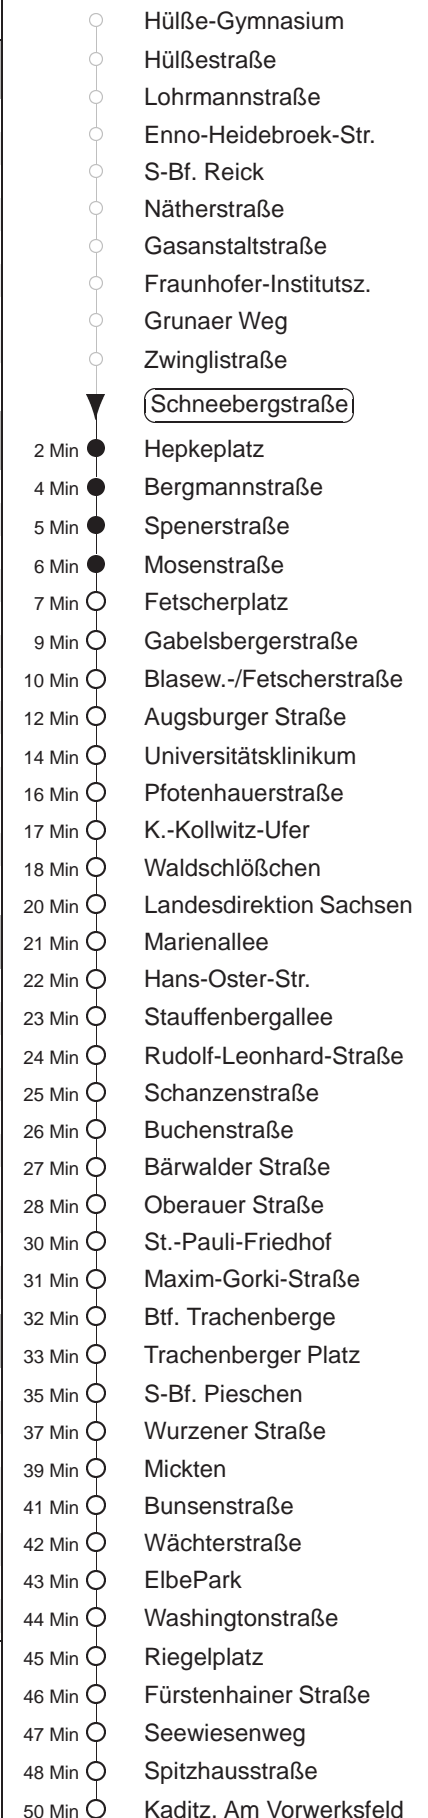 Hülße-Gymnasium
Hülßestraße
Lohrmannstraße
Enno-Heidebroek-Str.
S-Bf. Reick
Nätherstraße
Gasanstaltstraße
Fraunhofer-Institutsz.
Grunaer Weg
Zwinglistraße
Schneebergstraße
2 Min Hepkeplatz
4 Min Bergmannstraße
5 Min Spenerstraße
6 Min Mosenstraße
7 Min Fetscherplatz
9 Min Gabelsbergerstraße
10 Min Blasew.-/Fetscherstraße
12 Min Augsburger Straße
14 Min Universitätsklinikum
16 Min Pfotenhauerstraße
17 Min K.-Kollwitz-Ufer
18 Min Waldschlößchen
20 Min Landesdirektion Sachsen
21 Min Marienallee
22 Min Hans-Oster-Str.
23 Min Stauffenbergallee
24 Min Rudolf-Leonhard-Straße
25 Min Schanzenstraße
26 Min Buchenstraße
27 Min Bärwalder Straße
28 Min Oberauer Straße
30 Min St.-Pauli-Friedhof
31 Min Maxim-Gorki-Straße
32 Min Btf. Trachenberge
33 Min Trachenberger Platz
35 Min S-Bf. Pieschen
37 Min Wurzener Straße
39 Min Mickten
41 Min Bunsenstraße
42 Min Wächterstraße
43 Min ElbePark
44 Min Washingtonstraße
45 Min Riegelplatz
46 Min Fürstenhainer Straße
47 Min Seewiesenweg
48 Min Spitzhausstraße
50 Min Kaditz, Am Vorwerksfeld